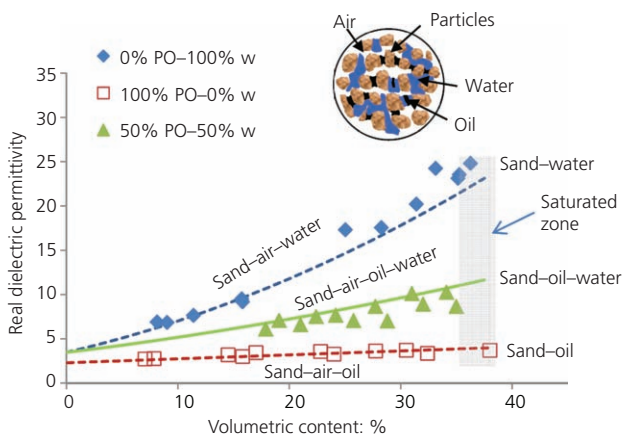 Air
Particles
Water
Oil
0% PO–100% w
100% PO–0% w
50% PO–50% w
35
30
25
20
15
10
5
0
Real dielectric permittivity
Sand–water
Saturated
zone
Sand–air–water
Sand–air–oil–water
Sand–oil–water
Sand–oil
Sand–air–oil
0
10
20
30
40
Volumetric content: %